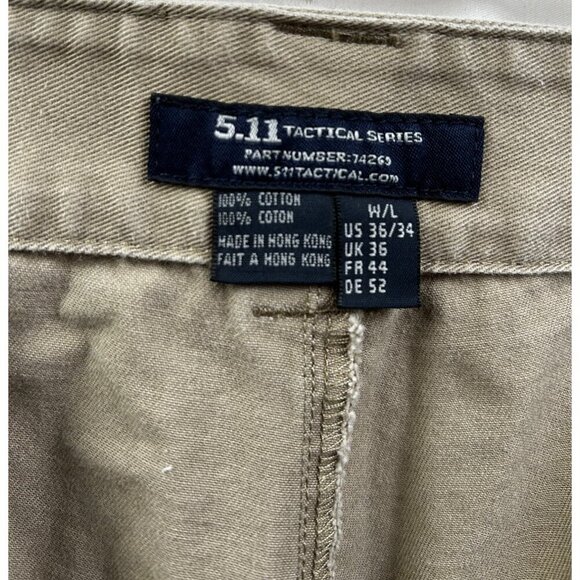 5.11 TACTICAL SERIES
PART NUMBER:74269
WWW.511TACTICAL.COM
100% COTTON
100% COTON
MADE IN HONG KONG
FAIT A HONG KONG
W/L
US 36/34
UK 36
FR 44
DE 52